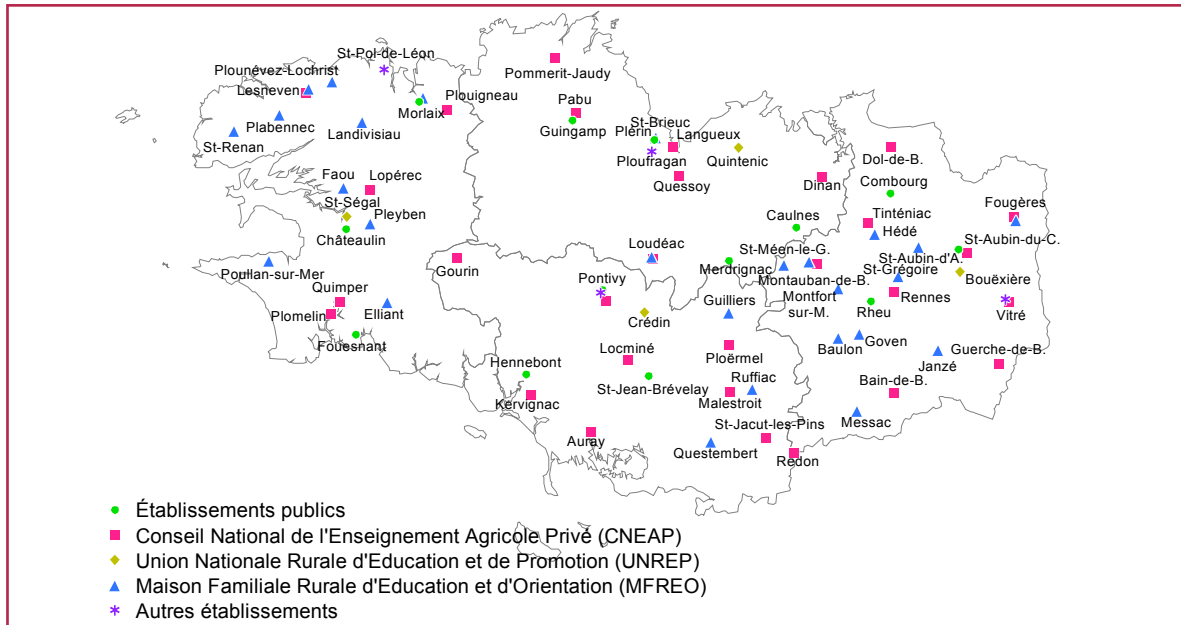 St-Pol-de-Léon
Plounévez-Lochrist
Lesneven
Pommerit-Jaudy
Plouigneau
Morlaix
Pabu
Plabennec
Landivisiau
Guingamp
St-Brieuc
Plérin
Langueux
St-Renan
Ploufragan
Quintenic
Dol-de-B.
Faou
Lopérec
Quessoy
Dinan
Combourg
St-Ségal
Pleyben
Caulnes
Tinténiac
Fougères
Châteaulin
Hédé
St-Aubin-du-C.
Loudéac
St-Méen-le-G.
St-Aubin-d'A.
Poullan-sur-Mer
Gourin
Merdrignac
St-Grégoire
Pontivy
Montauban-de-B.
Bouëxière
Quimper
Guilliers
Montfort
sur-M.
Rennes
Plomelin
Elliant
Crédin
Rheu
Vitré
Fouesnant
Locminé
Ploërmel
Baulon
Goven
Guerche-de-B.
Hennebont
Ruffiac
Janzé
St-Jean-Brévelay
Bain-de-B.
Kervignac
Malestroit
St-Jacut-les-Pins
Messac
Auray
Questembert
Redon
Établissements publics
Conseil National de l'Enseignement Agricole Privé (CNEAP)
Union Nationale Rurale d'Education et de Promotion (UNREP)
Maison Familiale Rurale d'Education et d'Orientation (MFREO)
Autres établissements